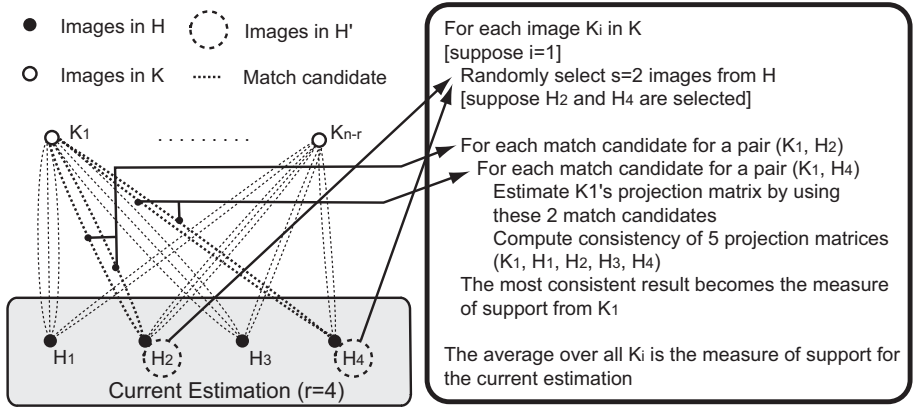 Images in H
Images in H'
Images in K
Match candidate
K1
. . . . . . . . . .
Kn-r
H1
H2
H3
H4
Current Estimation (r=4)
For each image Ki in K
[suppose i=1]
Randomly select s=2 images from H
[suppose H2 and H4 are selected]
For each match candidate for a pair (K1, H2)
For each match candidate for a pair (K1, H4)
Estimate K1's projection matrix by using
these 2 match candidates
Compute consistency of 5 projection matrices
(K1, H1, H2, H3, H4)
The most consistent result becomes the measure
of support from K1
The average over all Ki is the measure of support for
the current estimation